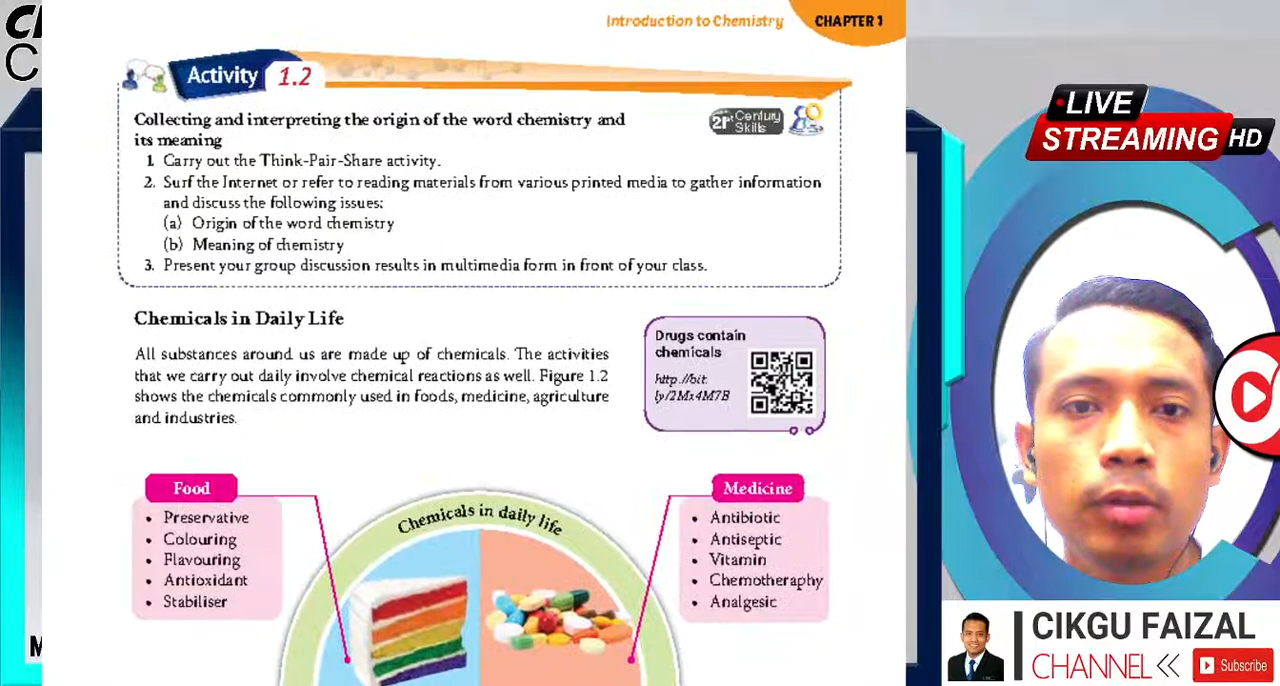 Introduction to Chemistry CHAPTER 1
Activity 1.2
Collecting and interpreting the origin of the word chemistry and
its meaning
21st Century
Skills
1. Carry out the Think-Pair-Share activity.
2. Surf the Internet or refer to reading materials from various printed media to gather information
and discuss the following issues:
(a) Origin of the word chemistry
(b) Meaning of chemistry
3. Present your group discussion results in multimedia form in front of your class.
Chemicals in Daily Life
All substances around us are made up of chemicals. The activities
that we carry out daily involve chemical reactions as well. Figure 1.2
shows the chemicals commonly used in foods, medicine, agriculture
and industries.
Drugs contain
chemicals
http://bit.
ly/2Mx4M7B
Food
• Preservative
• Colouring
• Flavouring
• Antioxidant
• Stabiliser
Chemicals in daily life
Medicine
• Antibiotic
• Antiseptic
• Vitamin
• Chemotheraphy
• Analgesic
LIVE
STREAMING HD
CIKGU FAIZAL
CHANNEL
Subscribe